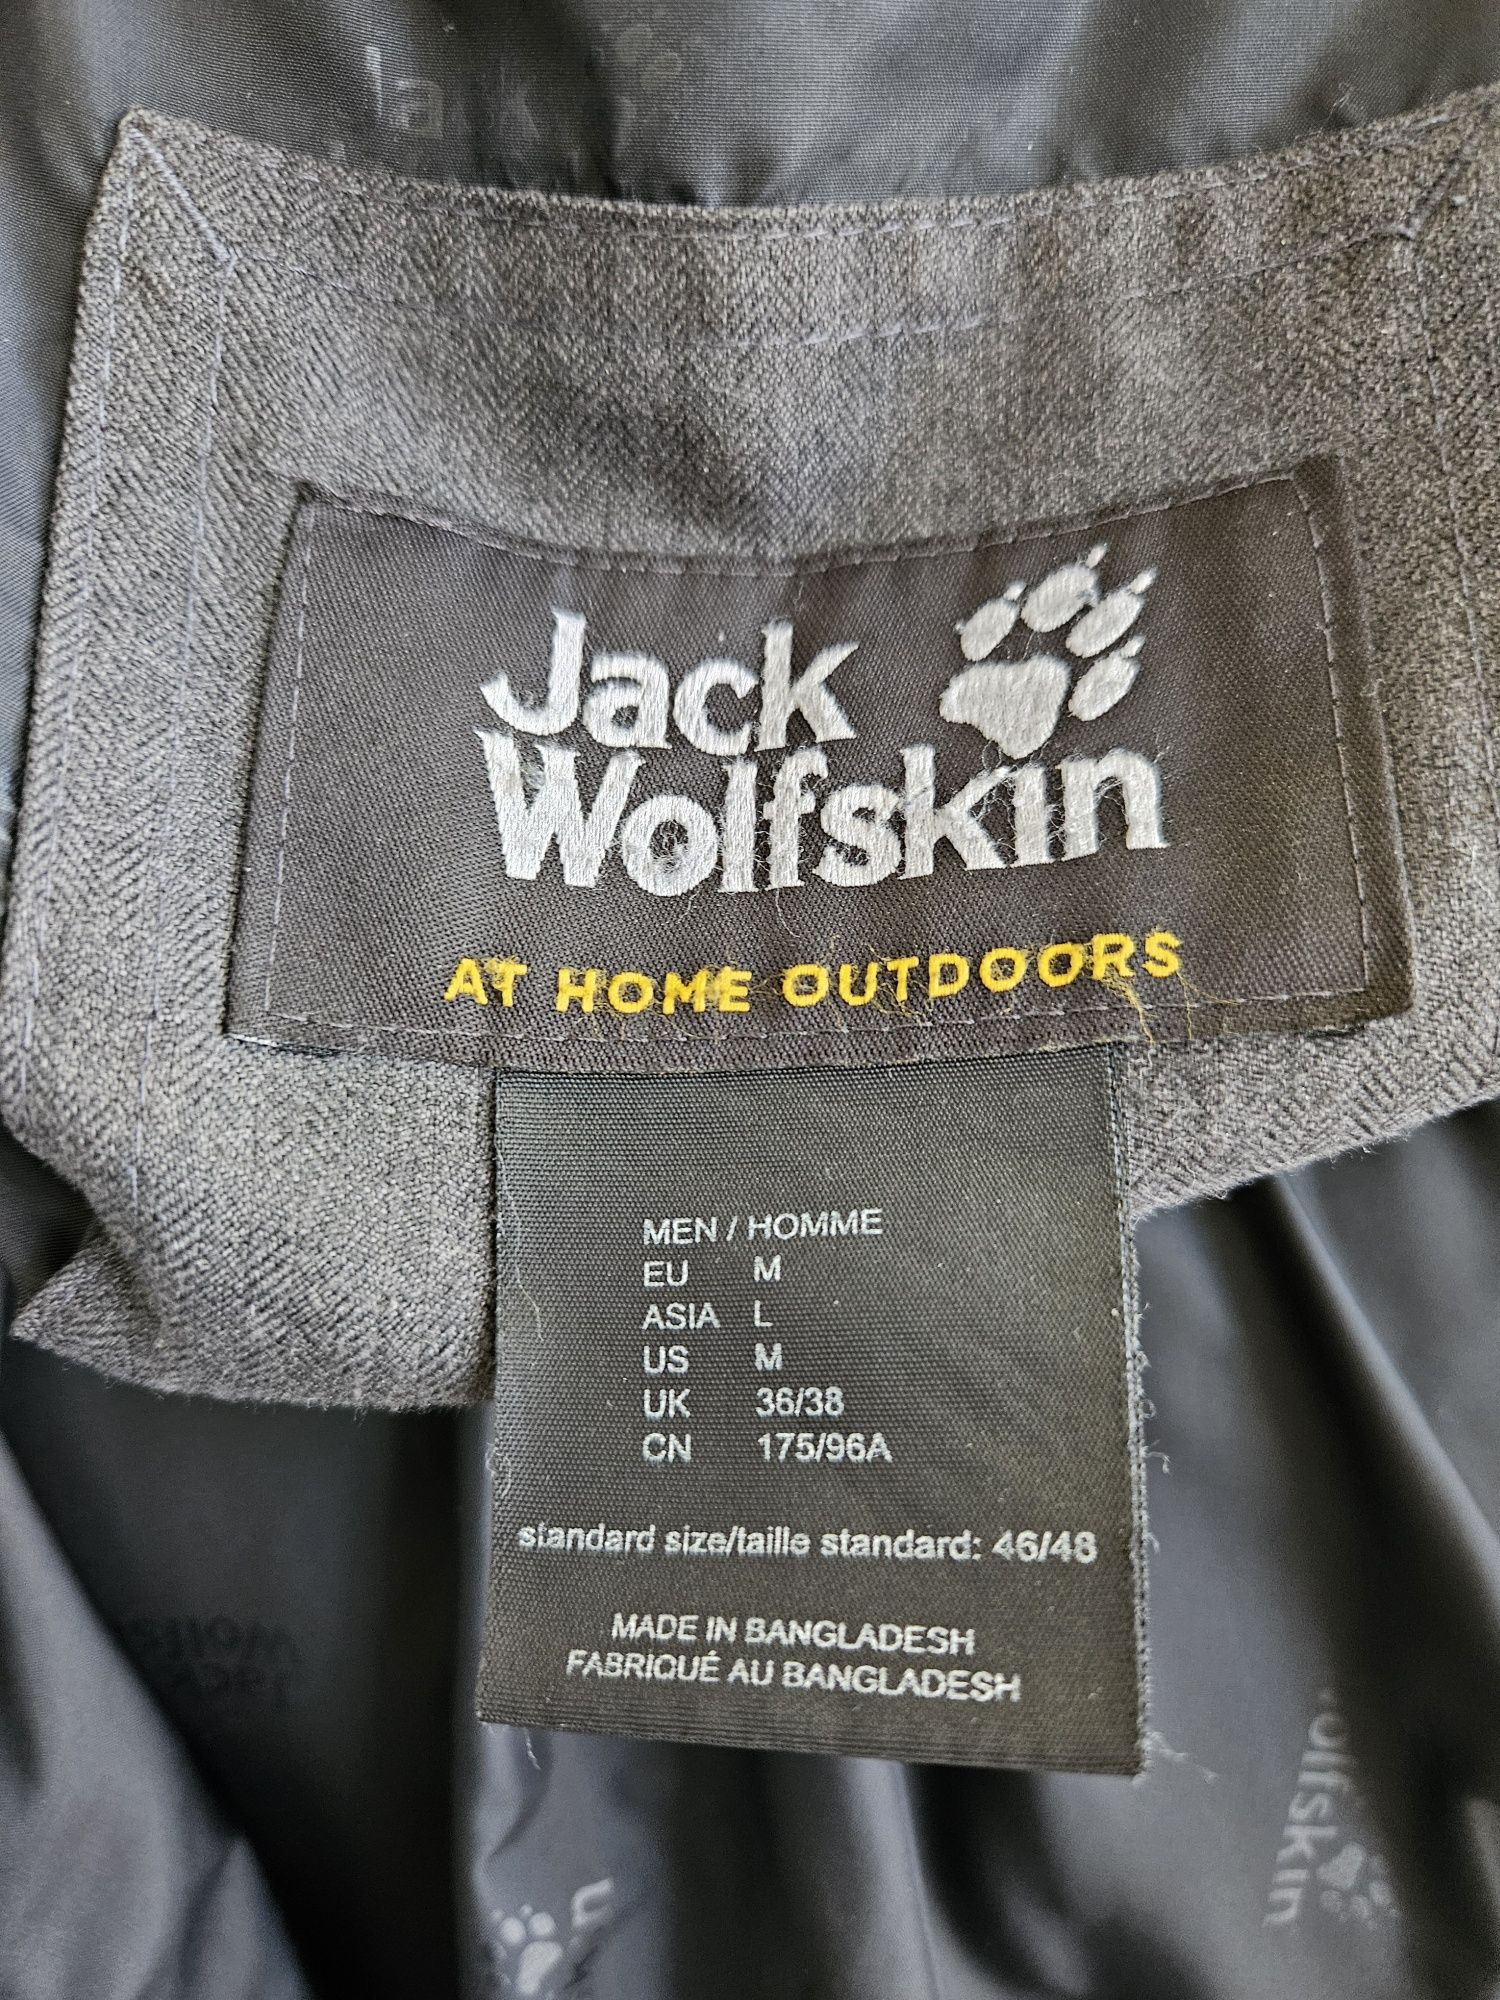 Jack
Wolfskin
AT HOME OUTDOORS
MEN / HOMME
EU M
ASIA L
US M
UK 36/38
CN 175/96A
standard size/taille standard: 46/48
MADE IN BANGLADESH
FABRIQUÉ AU BANGLADESH